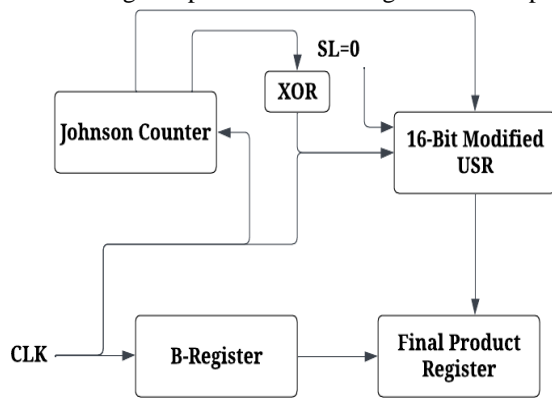 SL=0
XOR
Johnson Counter
16-Bit Modified
USR
CLK
B-Register
Final Product
Register